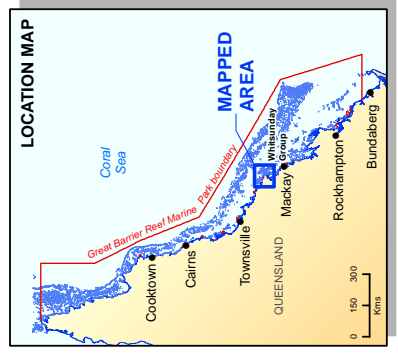 LOCATION MAP
Coral
Sea
Great Barrier Reef Marine Park boundary
MAPPED
AREA
Whitsunday
Group
Cooktown
Cairns
Townsville
QUEENSLAND
Mackay
Rockhampton
Bundaberg
0 150 300
Kms